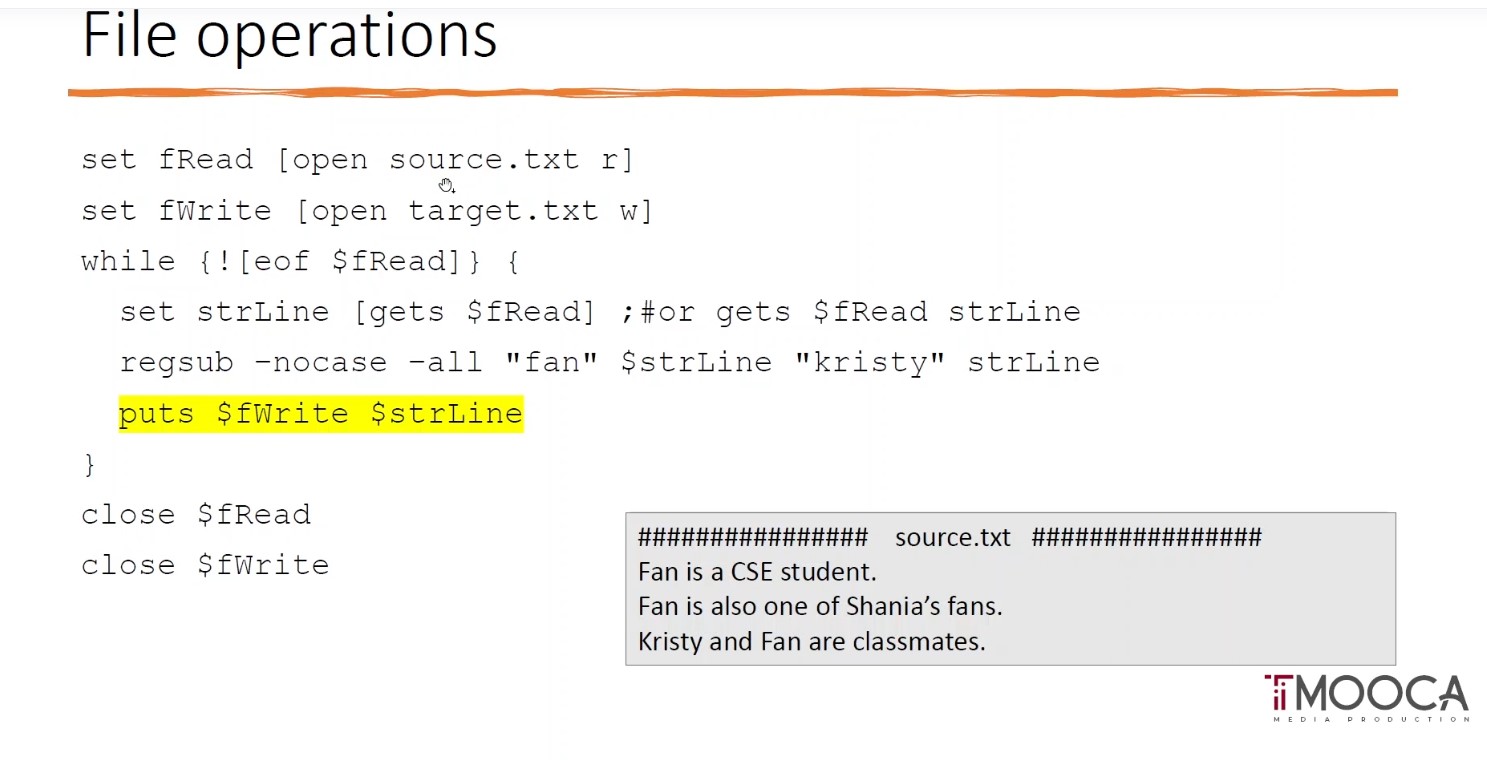 File operations
set fRead [open source.txt r]
set fWrite [open target.txt w]
while {![eof $fRead]} {
set strLine [gets $fRead] ;#or gets $fRead strLine
regsub –nocase –all "fan" $strLine "kristy" strLine
puts $fWrite $strLine
}
close $fRead
close $fWrite
################ source.txt ################
Fan is a CSE student.
Fan is also one of Shania’s fans.
Kristy and Fan are classmates.
TiMOOCA
MEDIA PRODUCTION